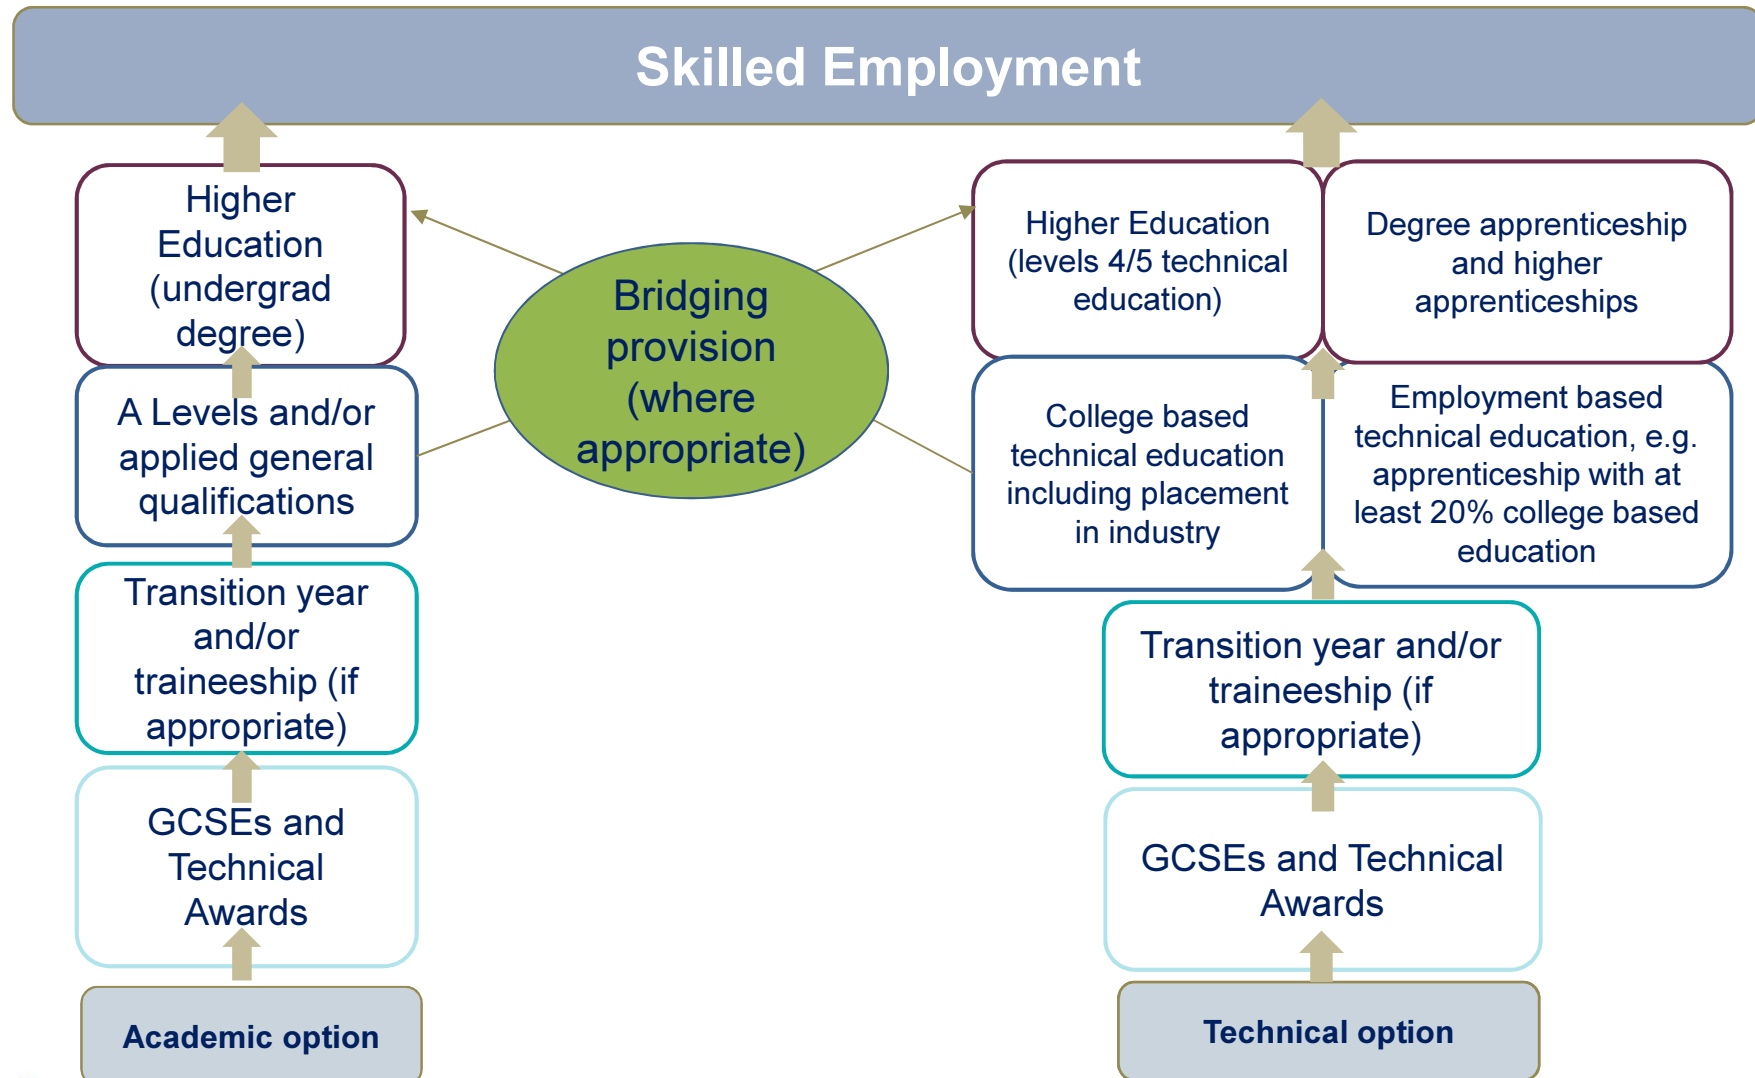 Skilled Employment
Higher
Education
(undergrad
degree)
Bridging
provision
(where
appropriate)
Higher Education
(levels 4/5 technical
education)
Degree apprenticeship
and higher
apprenticeships
A Levels and/or
applied general
qualifications
College based
technical education
including placement
in industry
Employment based
technical education, e.g.
apprenticeship with at
least 20% college based
education
Transition year
and/or
traineeship (if
appropriate)
Transition year and/or
traineeship (if
appropriate)
GCSEs and
Technical
Awards
GCSEs and Technical
Awards
Academic option
Technical option